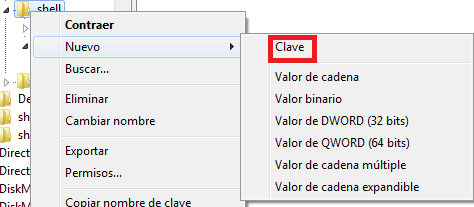 shell
Contraer
Nuevo
Clave
Buscar...
Valor de cadena
Valor binario
Eliminar
Valor de DWORD (32 bits)
De
Cambiar nombre
Valor de QWORD (64 bits)
she
she
Direct
Exportar
Valor de cadena múltiple
Direct
Permisos...
Valor de cadena expandible
DiskM
DiskM
Copiar nombre de clave